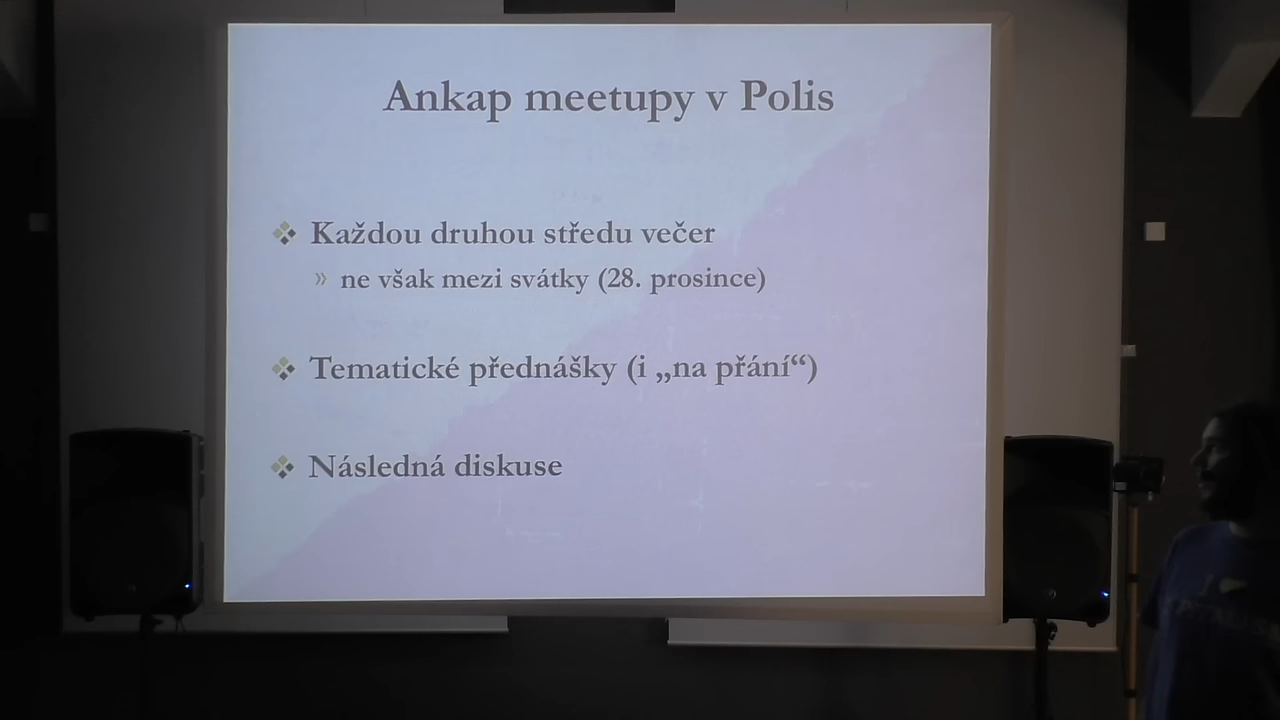 Ankap meetupy v Polis
Každou druhou středu večer
ne však mezi svátky (28. prosince)
Tematické přednášky (i „na přání“)
Následná diskuse